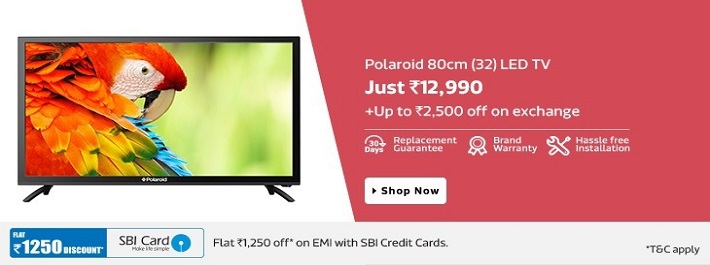 Polaroid 80cm (32) LED TV
Just ₹12,990
+Up to ₹2,500 off on exchange
30 Days
Replacement Guarantee
Brand Warranty
Hassle free Installation
Polaroid
Shop Now
FLAT
₹1250 DISCOUNT*
SBI Card
Make life simple
Flat ₹1,250 off* on EMI with SBI Credit Cards.
*T&C apply